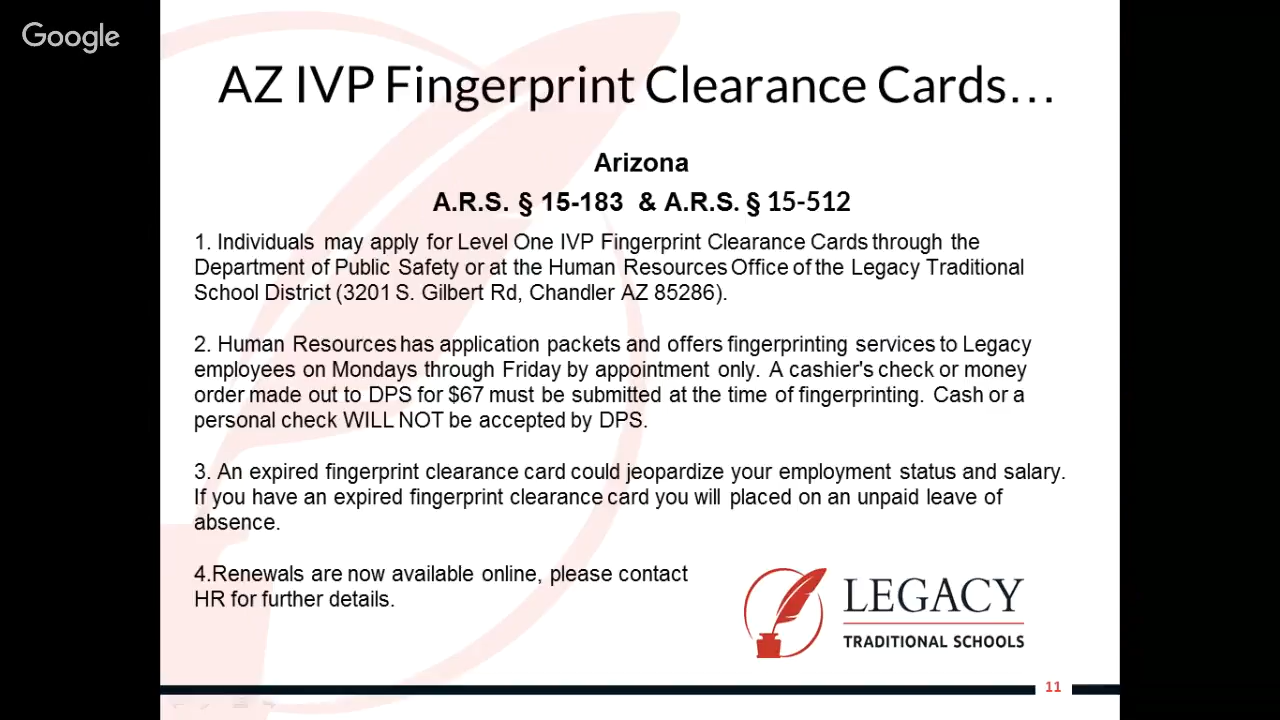 Google
AZ IVP Fingerprint Clearance Cards…
Arizona
A.R.S. § 15-183 & A.R.S. § 15-512
1. Individuals may apply for Level One IVP Fingerprint Clearance Cards through the
Department of Public Safety or at the Human Resources Office of the Legacy Traditional
School District (3201 S. Gilbert Rd, Chandler AZ 85286).
2. Human Resources has application packets and offers fingerprinting services to Legacy
employees on Mondays through Friday by appointment only. A cashier's check or money
order made out to DPS for $67 must be submitted at the time of fingerprinting. Cash or a
personal check WILL NOT be accepted by DPS.
3. An expired fingerprint clearance card could jeopardize your employment status and salary.
If you have an expired fingerprint clearance card you will placed on an unpaid leave of
absence.
4.Renewals are now available online, please contact
HR for further details.
LEGACY
TRADITIONAL SCHOOLS
11